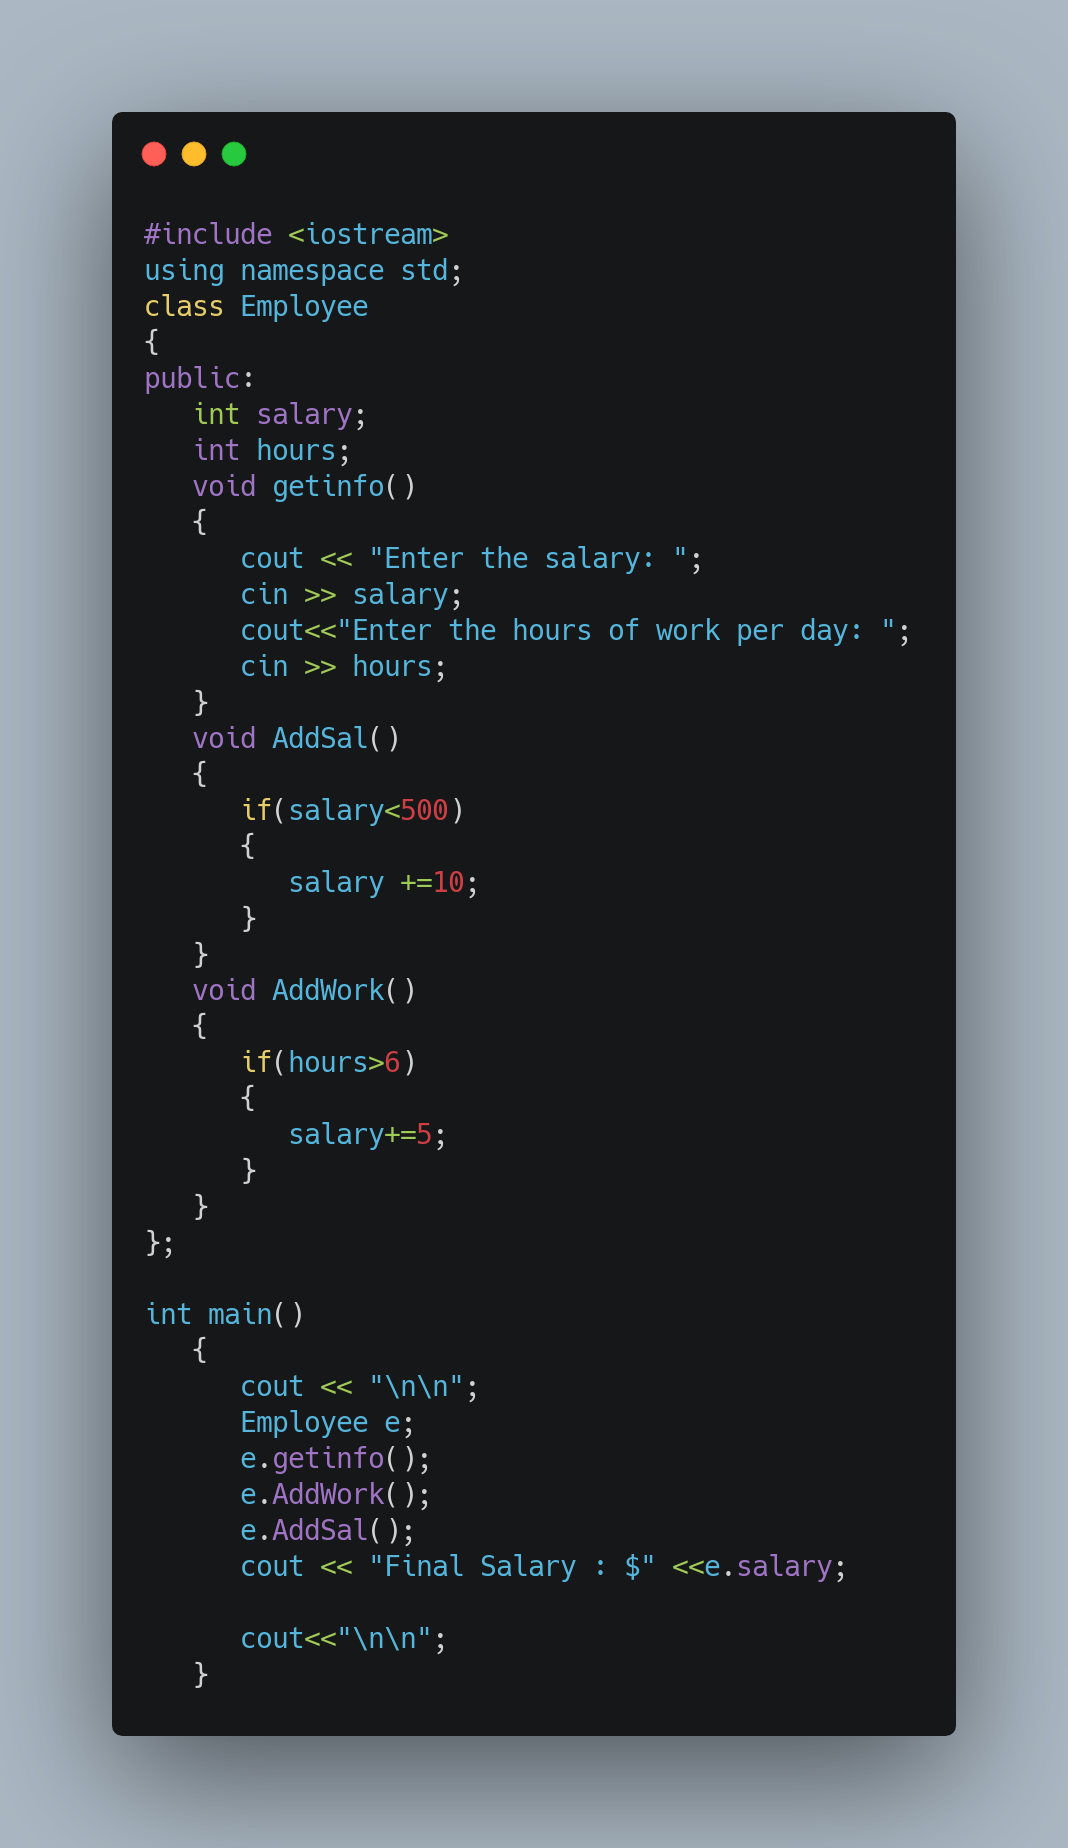 #include <iostream>
using namespace std;
class Employee
{
public:
   int salary;
   int hours;
   void getinfo()
   {
      cout << "Enter the salary: ";
      cin >> salary;
      cout<<"Enter the hours of work per day: ";
      cin >> hours;
   }
   void AddSal()
   {
      if(salary<500)
      {
         salary +=10;
      }
   }
   void AddWork()
   {
      if(hours>6)
      {
         salary+=5;
      }
   }
};

int main()
   {
      cout << "\n\n";
      Employee e;
      e.getinfo();
      e.AddWork();
      e.AddSal();
      cout << "Final Salary : $" <<e.salary;

      cout<<"\n\n";
   }